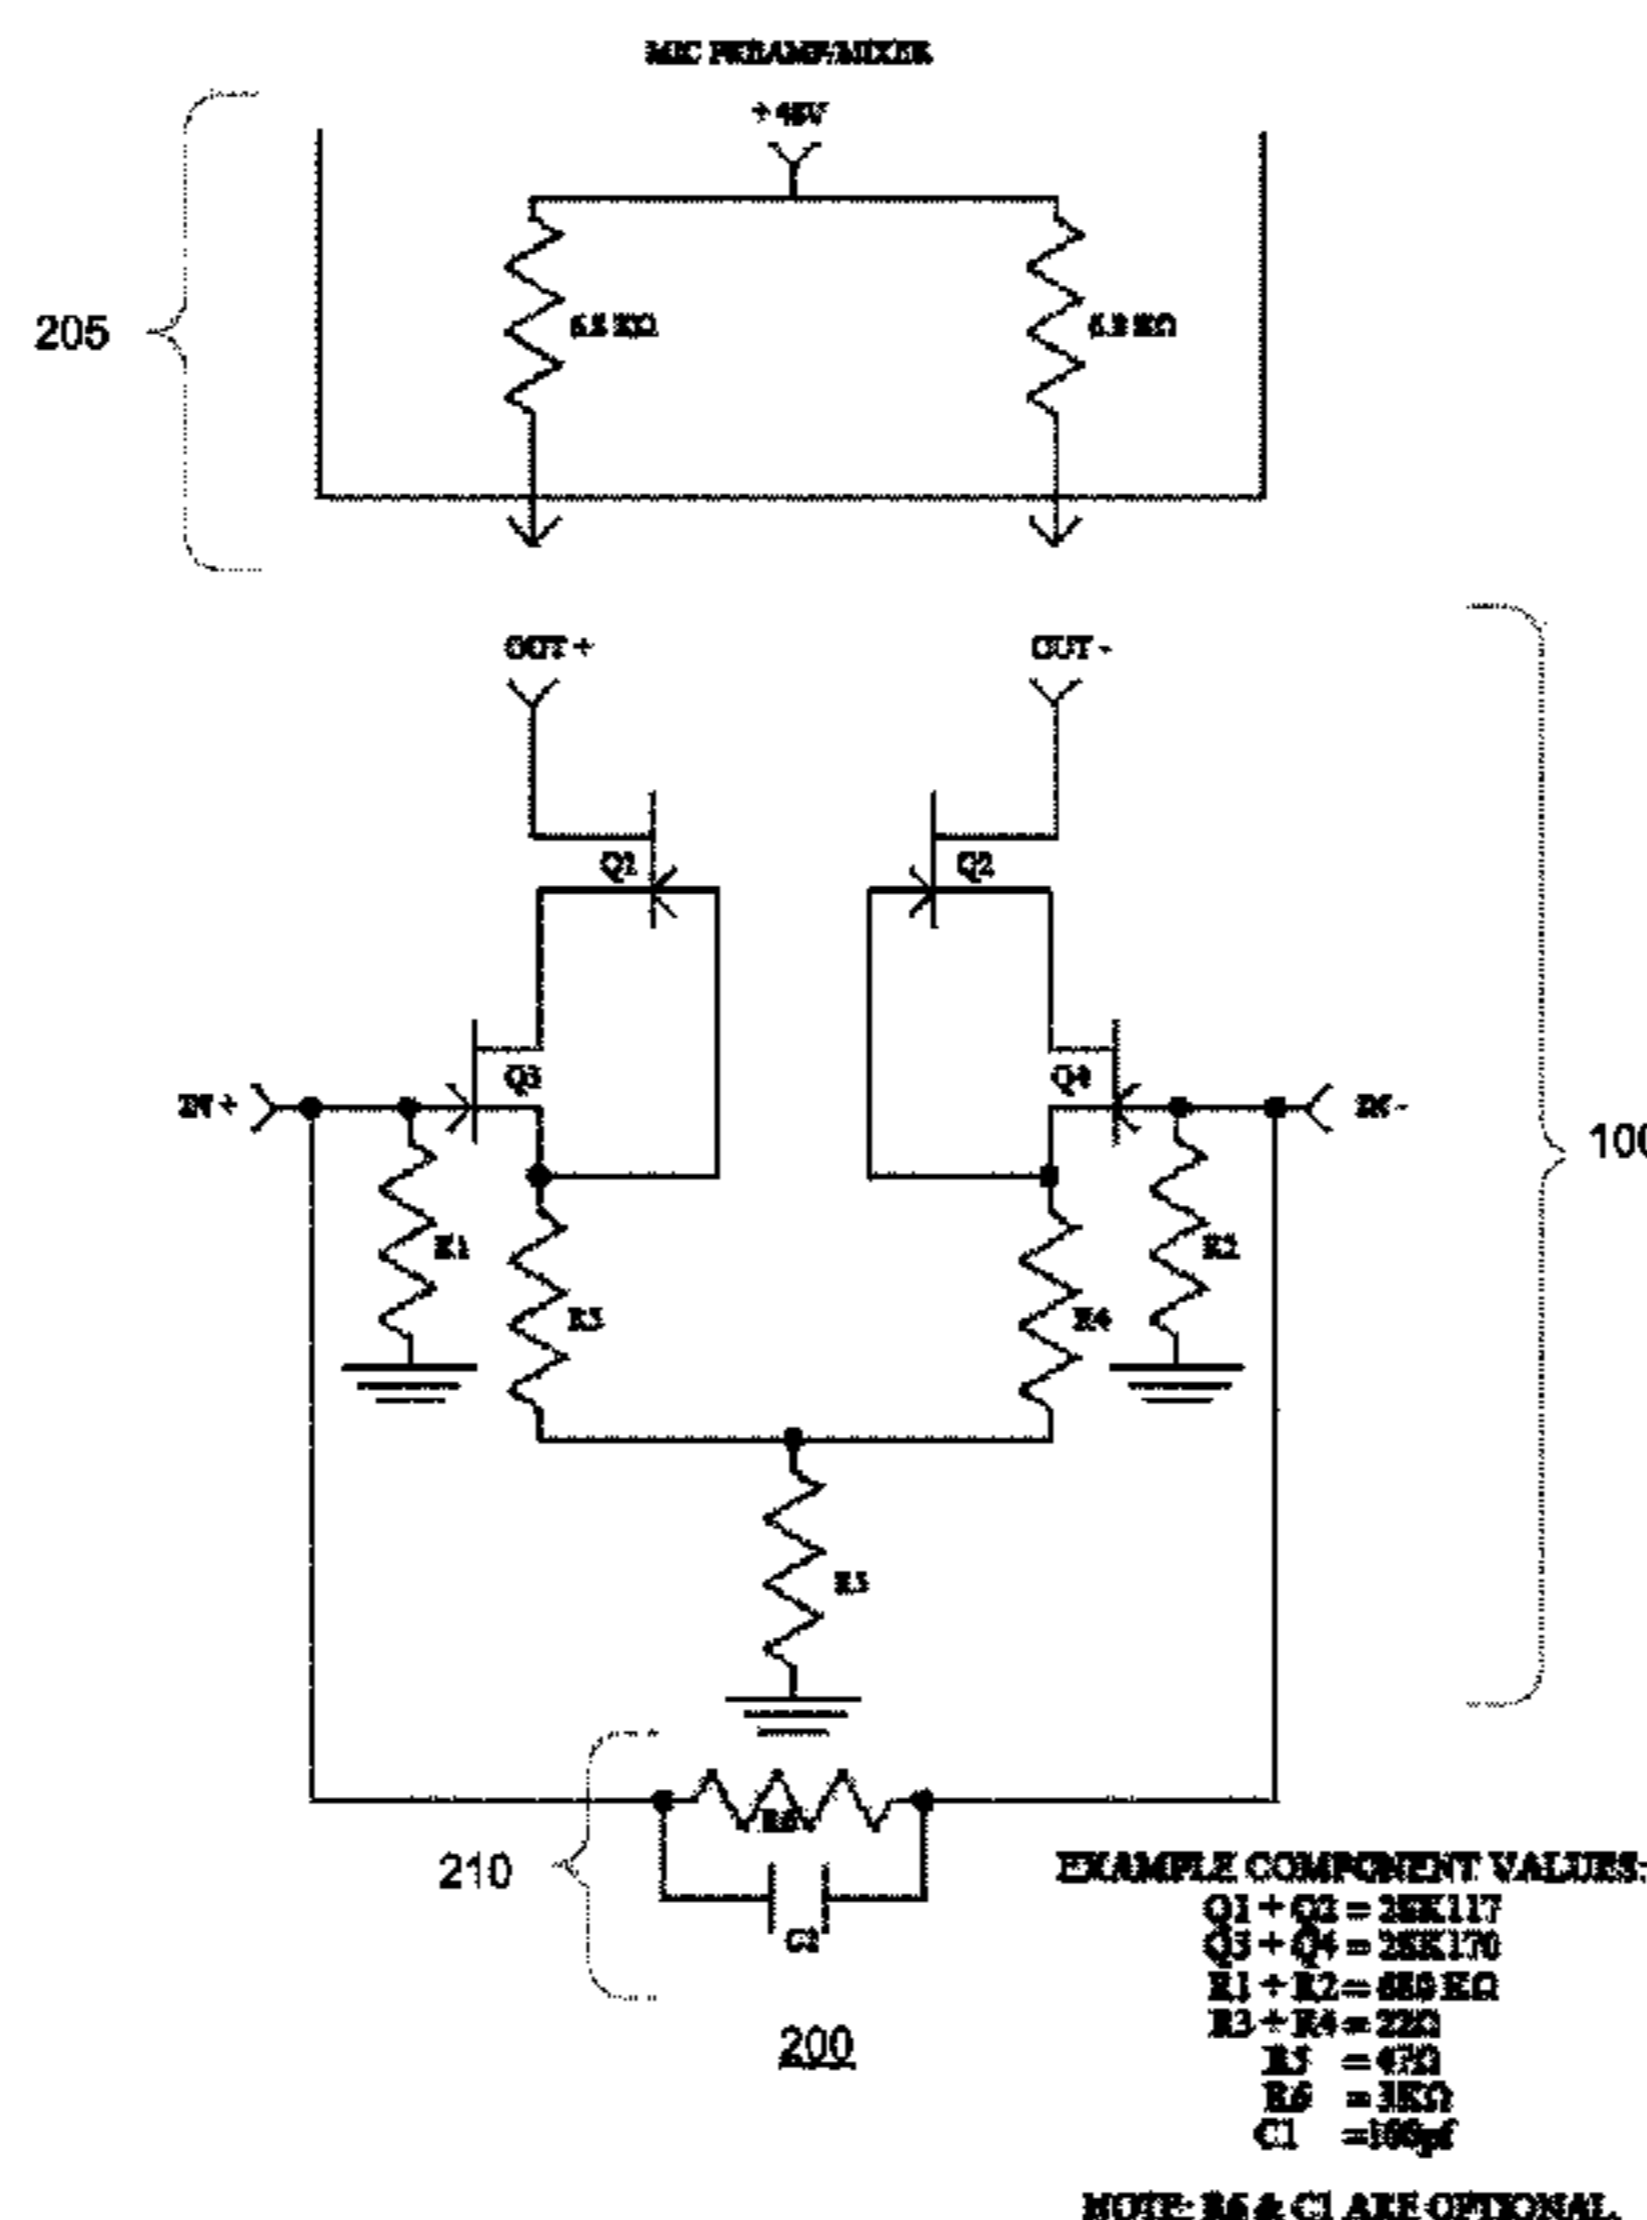 MIC PREAMP/MIXER
+48V
205
6.8 KΩ
6.8 KΩ
OUT +
OUT -
Q1
Q2
Q3
Q4
IN +
IN -
100
R1
R2
R3
R4
R5
R6
210
200
EXAMPLE COMPONENT VALUES:
Q1 + Q2 = 2SK117
Q3 + Q4 = 2SK170
R1 + R2 = 680 KΩ
R3 + R4 = 22Ω
R5 = 47Ω
R6 = 3KΩ
C1 =100pf
NOTE: R6 & C1 ARE OPTIONAL.